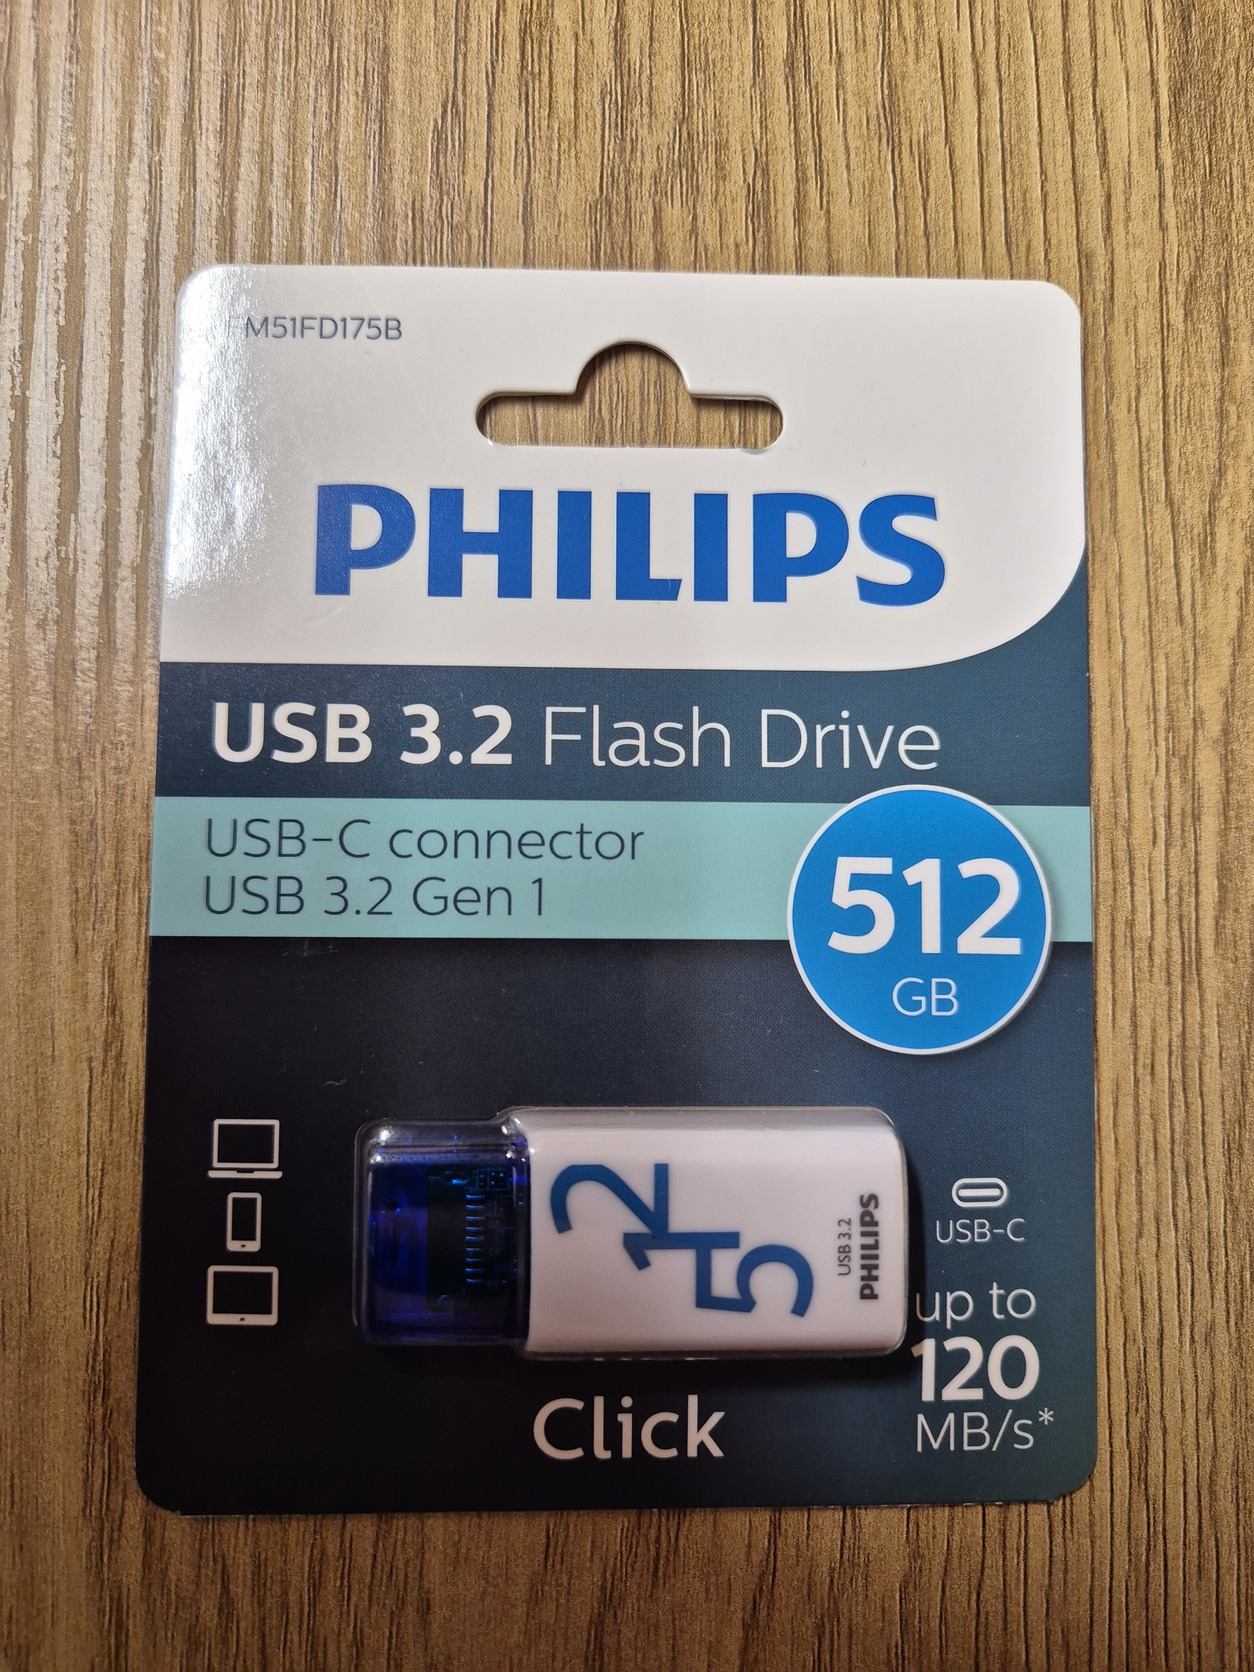 FM51FD175B
PHILIPS
USB 3.2 Flash Drive
USB-C connector
USB 3.2 Gen 1
512
GB
512
USB 3.2
PHILIPS
USB-C
up to
120
MB/s*
Click